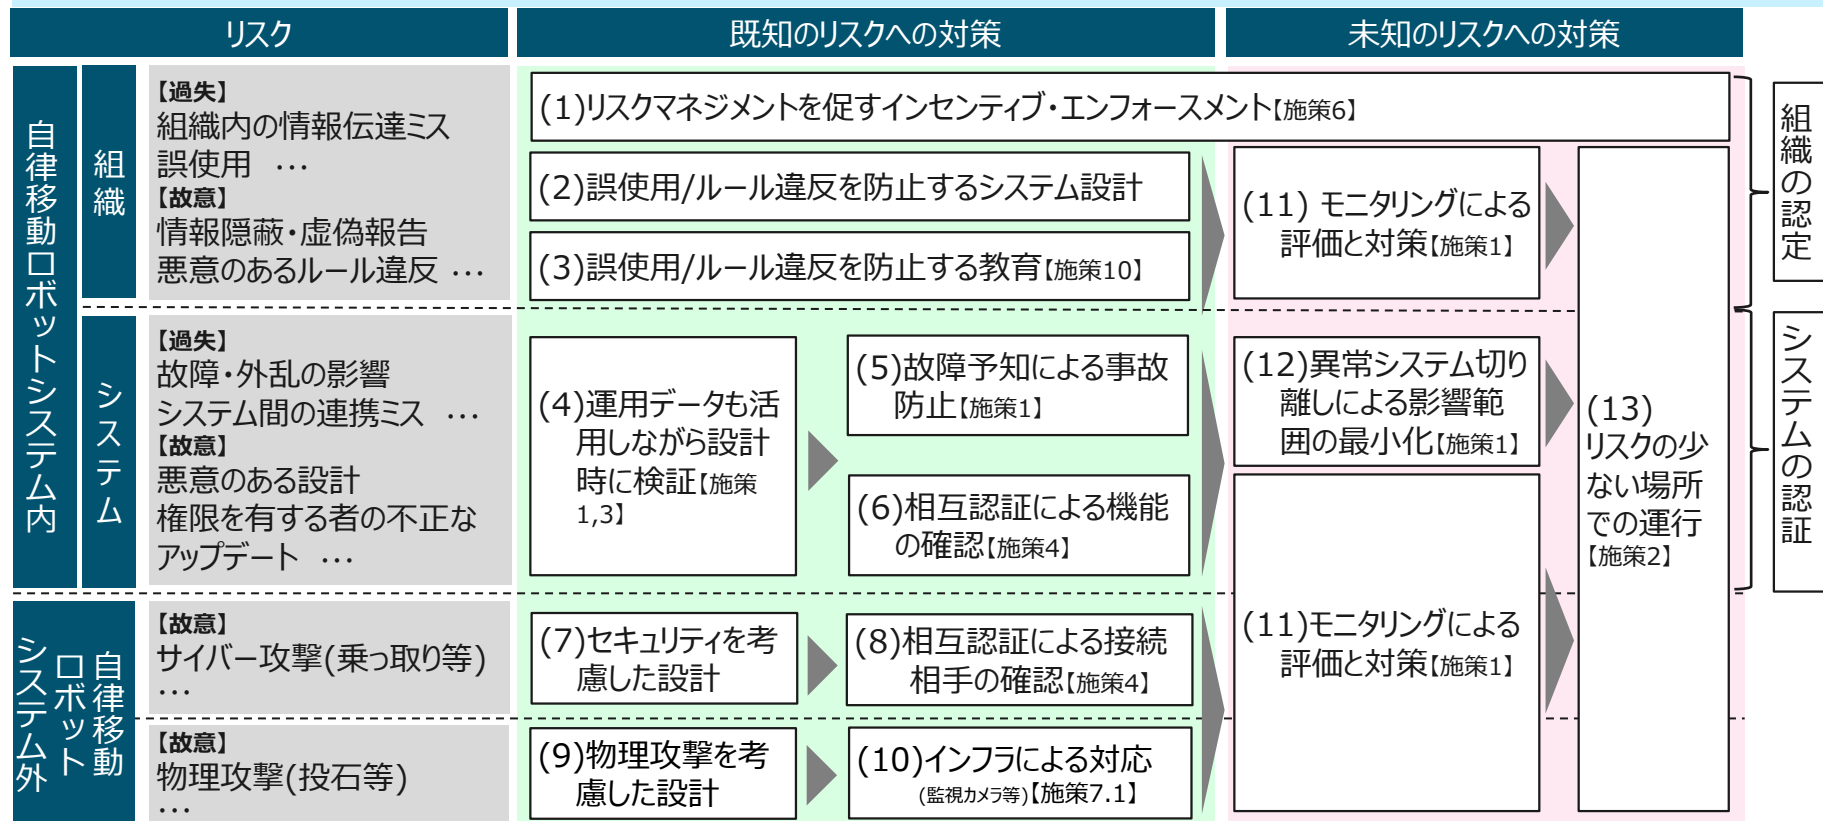 リスク
既知のリスクへの対策
未知のリスクへの対策
自律移動ロボットシステム内
組織
【過失】
組織内の情報伝達ミス
誤使用 …
【故意】
情報隠蔽・虚偽報告
悪意のあるルール違反 …
(1)リスクマネジメントを促すインセンティブ・エンフォースメント【施策6】
(2)誤使用/ルール違反を防止するシステム設計
(3)誤使用/ルール違反を防止する教育【施策10】
(11) モニタリングによる
評価と対策【施策1】
組織の認定
システム
【過失】
故障・外乱の影響
システム間の連携ミス …
【故意】
悪意のある設計
権限を有する者の不正な
アップデート …
(4)運用データも活
用しながら設計
時に検証【施策
1,3】
(5)故障予知による事故
防止【施策1】
(6)相互認証による機能
の確認【施策4】
(12)異常システム切り
離しによる影響範
囲の最小化【施策1】
(13)
リスクの少
ない場所
での運行
【施策2】
システムの認証
自律移動
ロボット
システム外
【故意】
サイバー攻撃(乗っ取り等)
…
(7)セキュリティを考
慮した設計
(8)相互認証による接続
相手の確認【施策4】
(11)モニタリングによる
評価と対策【施策1】
【故意】
物理攻撃(投石等)
…
(9)物理攻撃を考
慮した設計
(10)インフラによる対応
(監視カメラ等)【施策7.1】